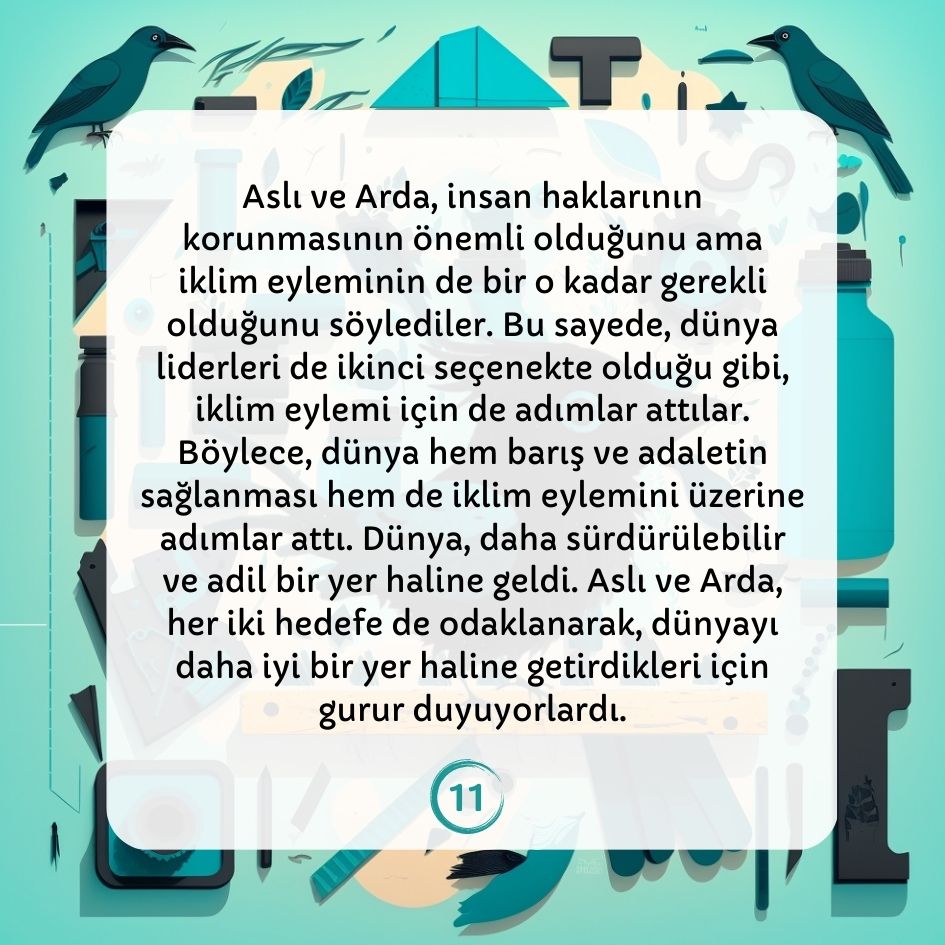 Aslı ve Arda, insan haklarının
korunmasının önemli olduğunu ama
iklim eyleminin de bir o kadar gerekli
olduğunu söylediler. Bu sayede, dünya
liderleri de ikinci seçenekte olduğu gibi,
iklim eylemi için de adımlar attılar.
Böylece, dünya hem barış ve adaletin
sağlanması hem de iklim eylemini üzerine
adımlar attı. Dünya, daha sürdürülebilir
ve adil bir yer haline geldi. Aslı ve Arda,
her iki hedefe de odaklanarak, dünyayı
daha iyi bir yer haline getirdikleri için
gurur duyuyorlardı.
11